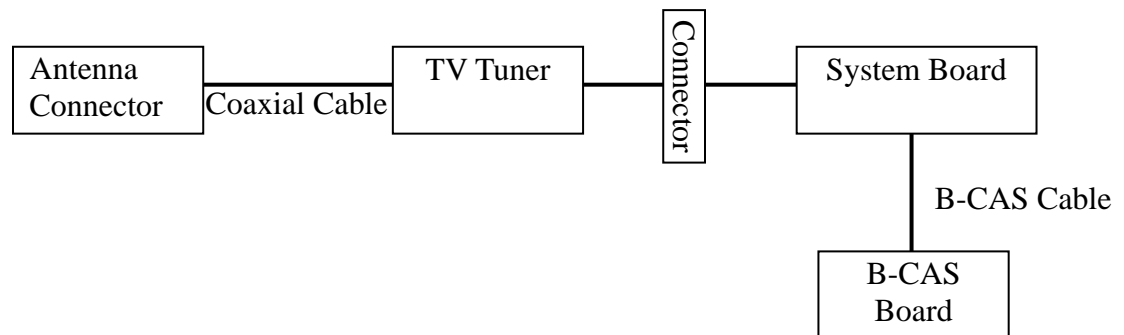 Antenna
Connector
Coaxial Cable
TV Tuner
Connector
System Board
B-CAS Cable
B-CAS
Board